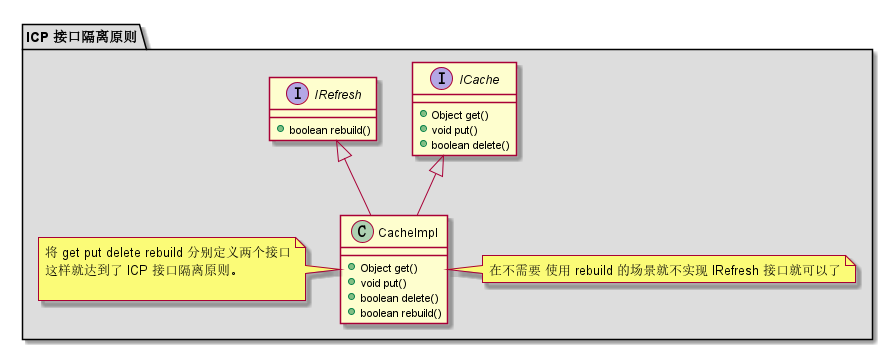 ICP 接口隔离原则
I IRefresh
boolean rebuild()
I ICache
Object get()
void put()
boolean delete()
C CacheImpl
Object get()
void put()
boolean delete()
boolean rebuild()
将 get put delete rebuild 分别定义两个接口
这样就达到了 ICP 接口隔离原则。
在不需要 使用 rebuild 的场景就不实现 IRefresh 接口就可以了